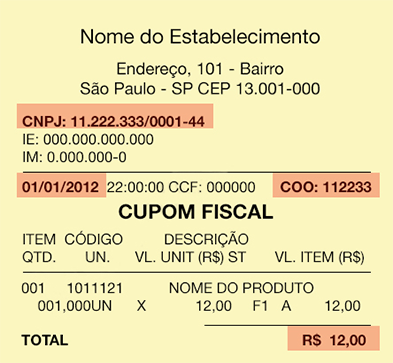 Nome do Estabelecimento
Endereço, 101 - Bairro
São Paulo - SP CEP 13.001-000
CNPJ: 11.222.333/0001-44
IE: 000.000.000.000
IM: 0.000.000-0
01/01/2012 22:00:00 CCF: 000000 COO: 112233
CUPOM FISCAL
ITEM CÓDIGO DESCRIÇÃO
QTD. UN. VL. UNIT (R$) ST VL. ITEM (R$)
001 1011121 NOME DO PRODUTO
001,000UN X 12,00 F1 A 12,00
TOTAL R$ 12,00